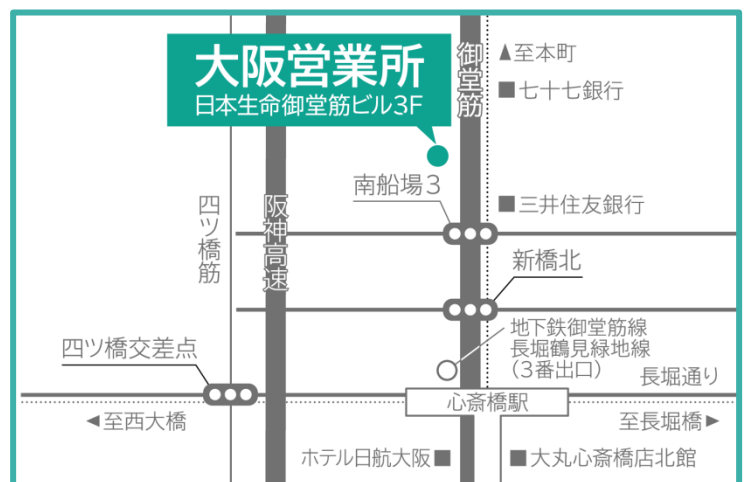 大阪営業所
日本生命御堂筋ビル3F
御堂筋
▲至本町
■七十七銀行
南船場3
■三井住友銀行
四ツ橋筋
阪神高速
新橋北
地下鉄御堂筋線
長堀鶴見緑地線
(3番出口)
四ツ橋交差点
長堀通り
心斎橋駅
◀至西大橋
至長堀橋▶
ホテル日航大阪■
■大丸心斎橋店北館